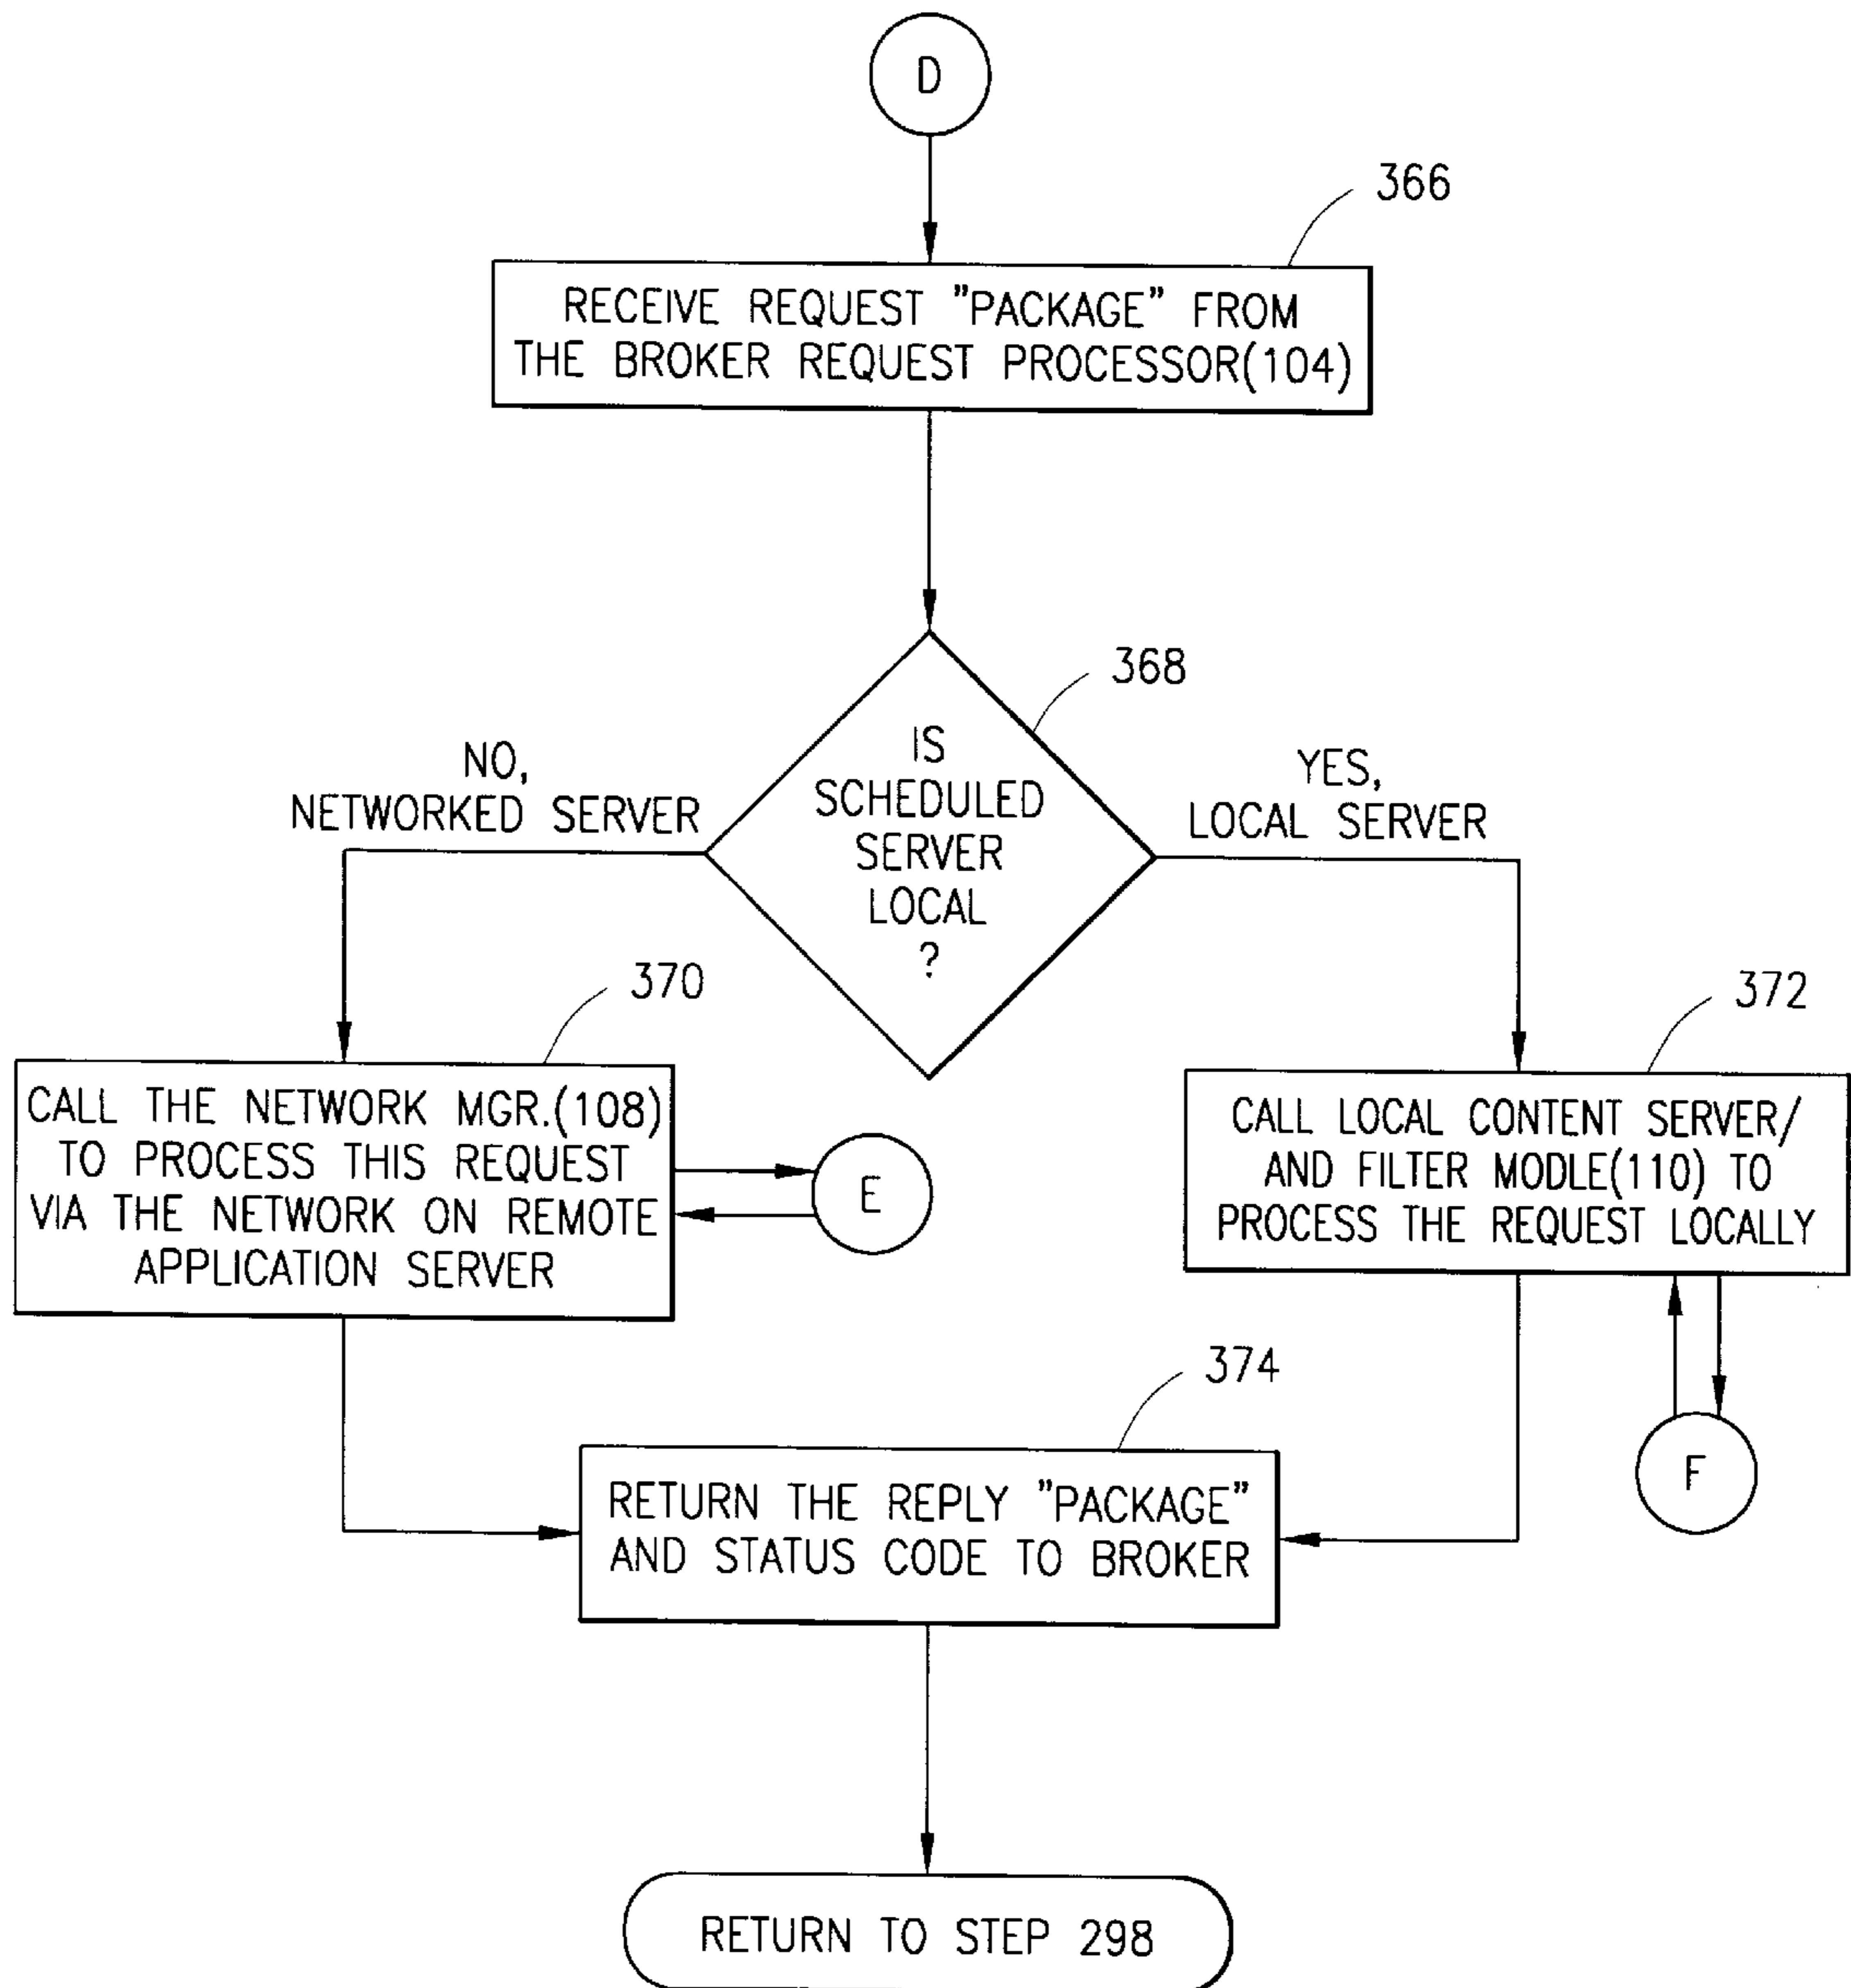 D
366
RECEIVE REQUEST "PACKAGE" FROM
THE BROKER REQUEST PROCESSOR(104)
368
IS
SCHEDULED
SERVER
LOCAL
?
NO,
NETWORKED SERVER
YES,
LOCAL SERVER
370
CALL THE NETWORK MGR.(108)
TO PROCESS THIS REQUEST
VIA THE NETWORK ON REMOTE
APPLICATION SERVER
E
372
CALL LOCAL CONTENT SERVER/
AND FILTER MODLE(110) TO
PROCESS THE REQUEST LOCALLY
F
374
RETURN THE REPLY "PACKAGE"
AND STATUS CODE TO BROKER
RETURN TO STEP 298